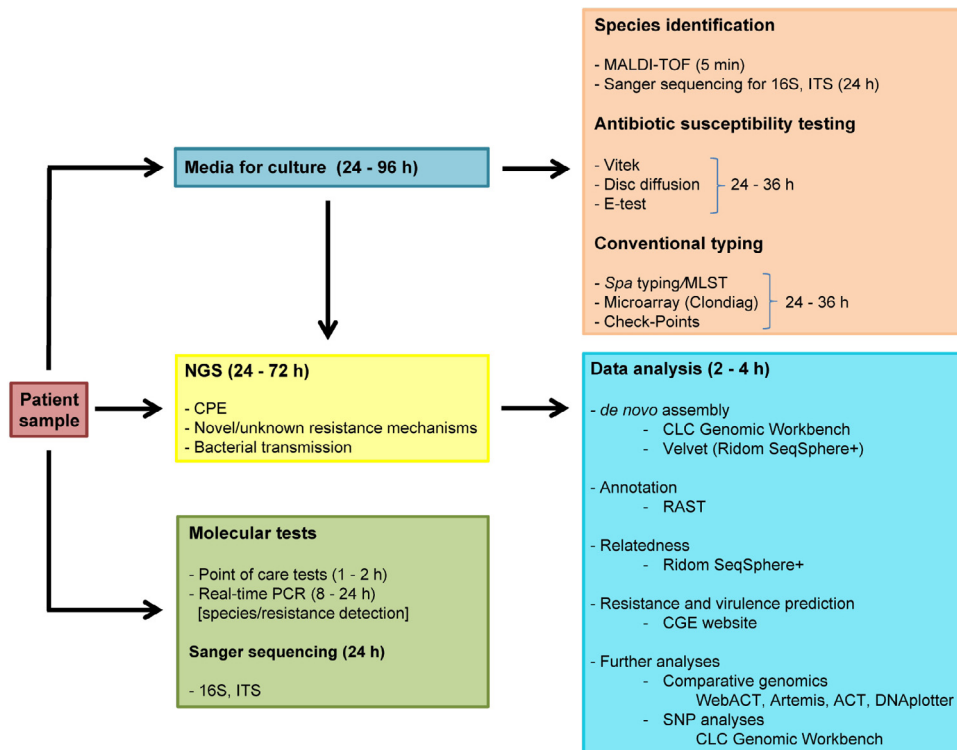 Patient
sample
Media for culture  (24 - 96 h)
NGS (24 - 72 h)
- CPE
- Novel/unknown resistance mechanisms
- Bacterial transmission
Molecular tests
- Point of care tests (1 - 2 h)
- Real-time PCR (8 - 24 h)
[species/resistance detection]
Sanger sequencing (24 h)
- 16S, ITS
Species identification
- MALDI-TOF (5 min)
- Sanger sequencing for 16S, ITS (24 h)
Antibiotic susceptibility testing
- Vitek
- Disc diffusion
- E-test
24 - 36 h
Conventional typing
- Spa typing/MLST
- Microarray (Clondiag)
- Check-Points
24 - 36 h
Data analysis (2 - 4 h)
- de novo assembly
- CLC Genomic Workbench
- Velvet (Ridom SeqSphere+)
- Annotation
- RAST
- Relatedness
- Ridom SeqSphere+
- Resistance and virulence prediction
- CGE website
- Further analyses
- Comparative genomics
WebACT, Artemis, ACT, DNAplotter
- SNP analyses
CLC Genomic Workbench